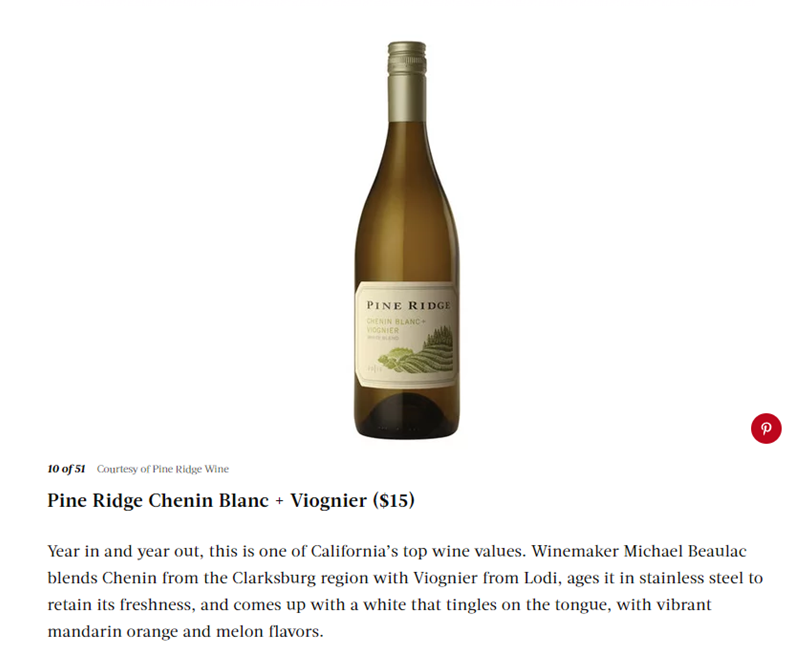 PINE RIDGE
CHENIN BLANC +
VIOGNIER
WHITE BLEND
10 of 51 Courtesy of Pine Ridge Wine
Pine Ridge Chenin Blanc + Viognier ($15)
Year in and year out, this is one of California’s top wine values. Winemaker Michael Beaulac
blends Chenin from the Clarksburg region with Viognier from Lodi, ages it in stainless steel to
retain its freshness, and comes up with a white that tingles on the tongue, with vibrant
mandarin orange and melon flavors.